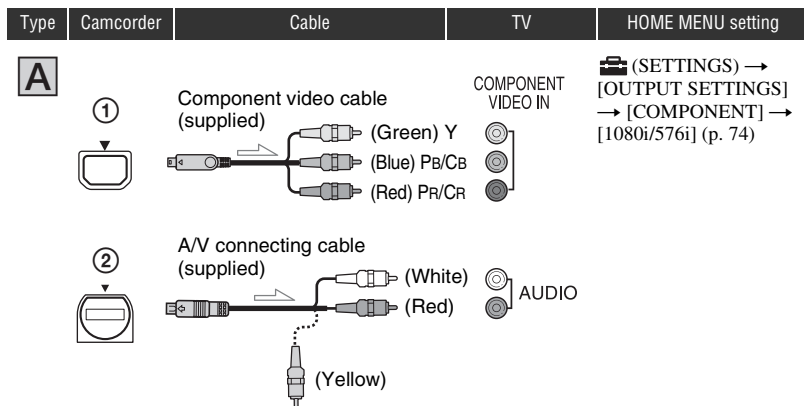 Type Camcorder Cable TV HOME MENU setting
A
①
Component video cable
(supplied)
(Green) Y
(Blue) PB/CB
(Red) PR/CR
COMPONENT
VIDEO IN
(SETTINGS) →
[OUTPUT SETTINGS]
→ [COMPONENT] →
[1080i/576i] (p. 74)
②
A/V connecting cable
(supplied)
(White)
(Red)
(Yellow)
AUDIO